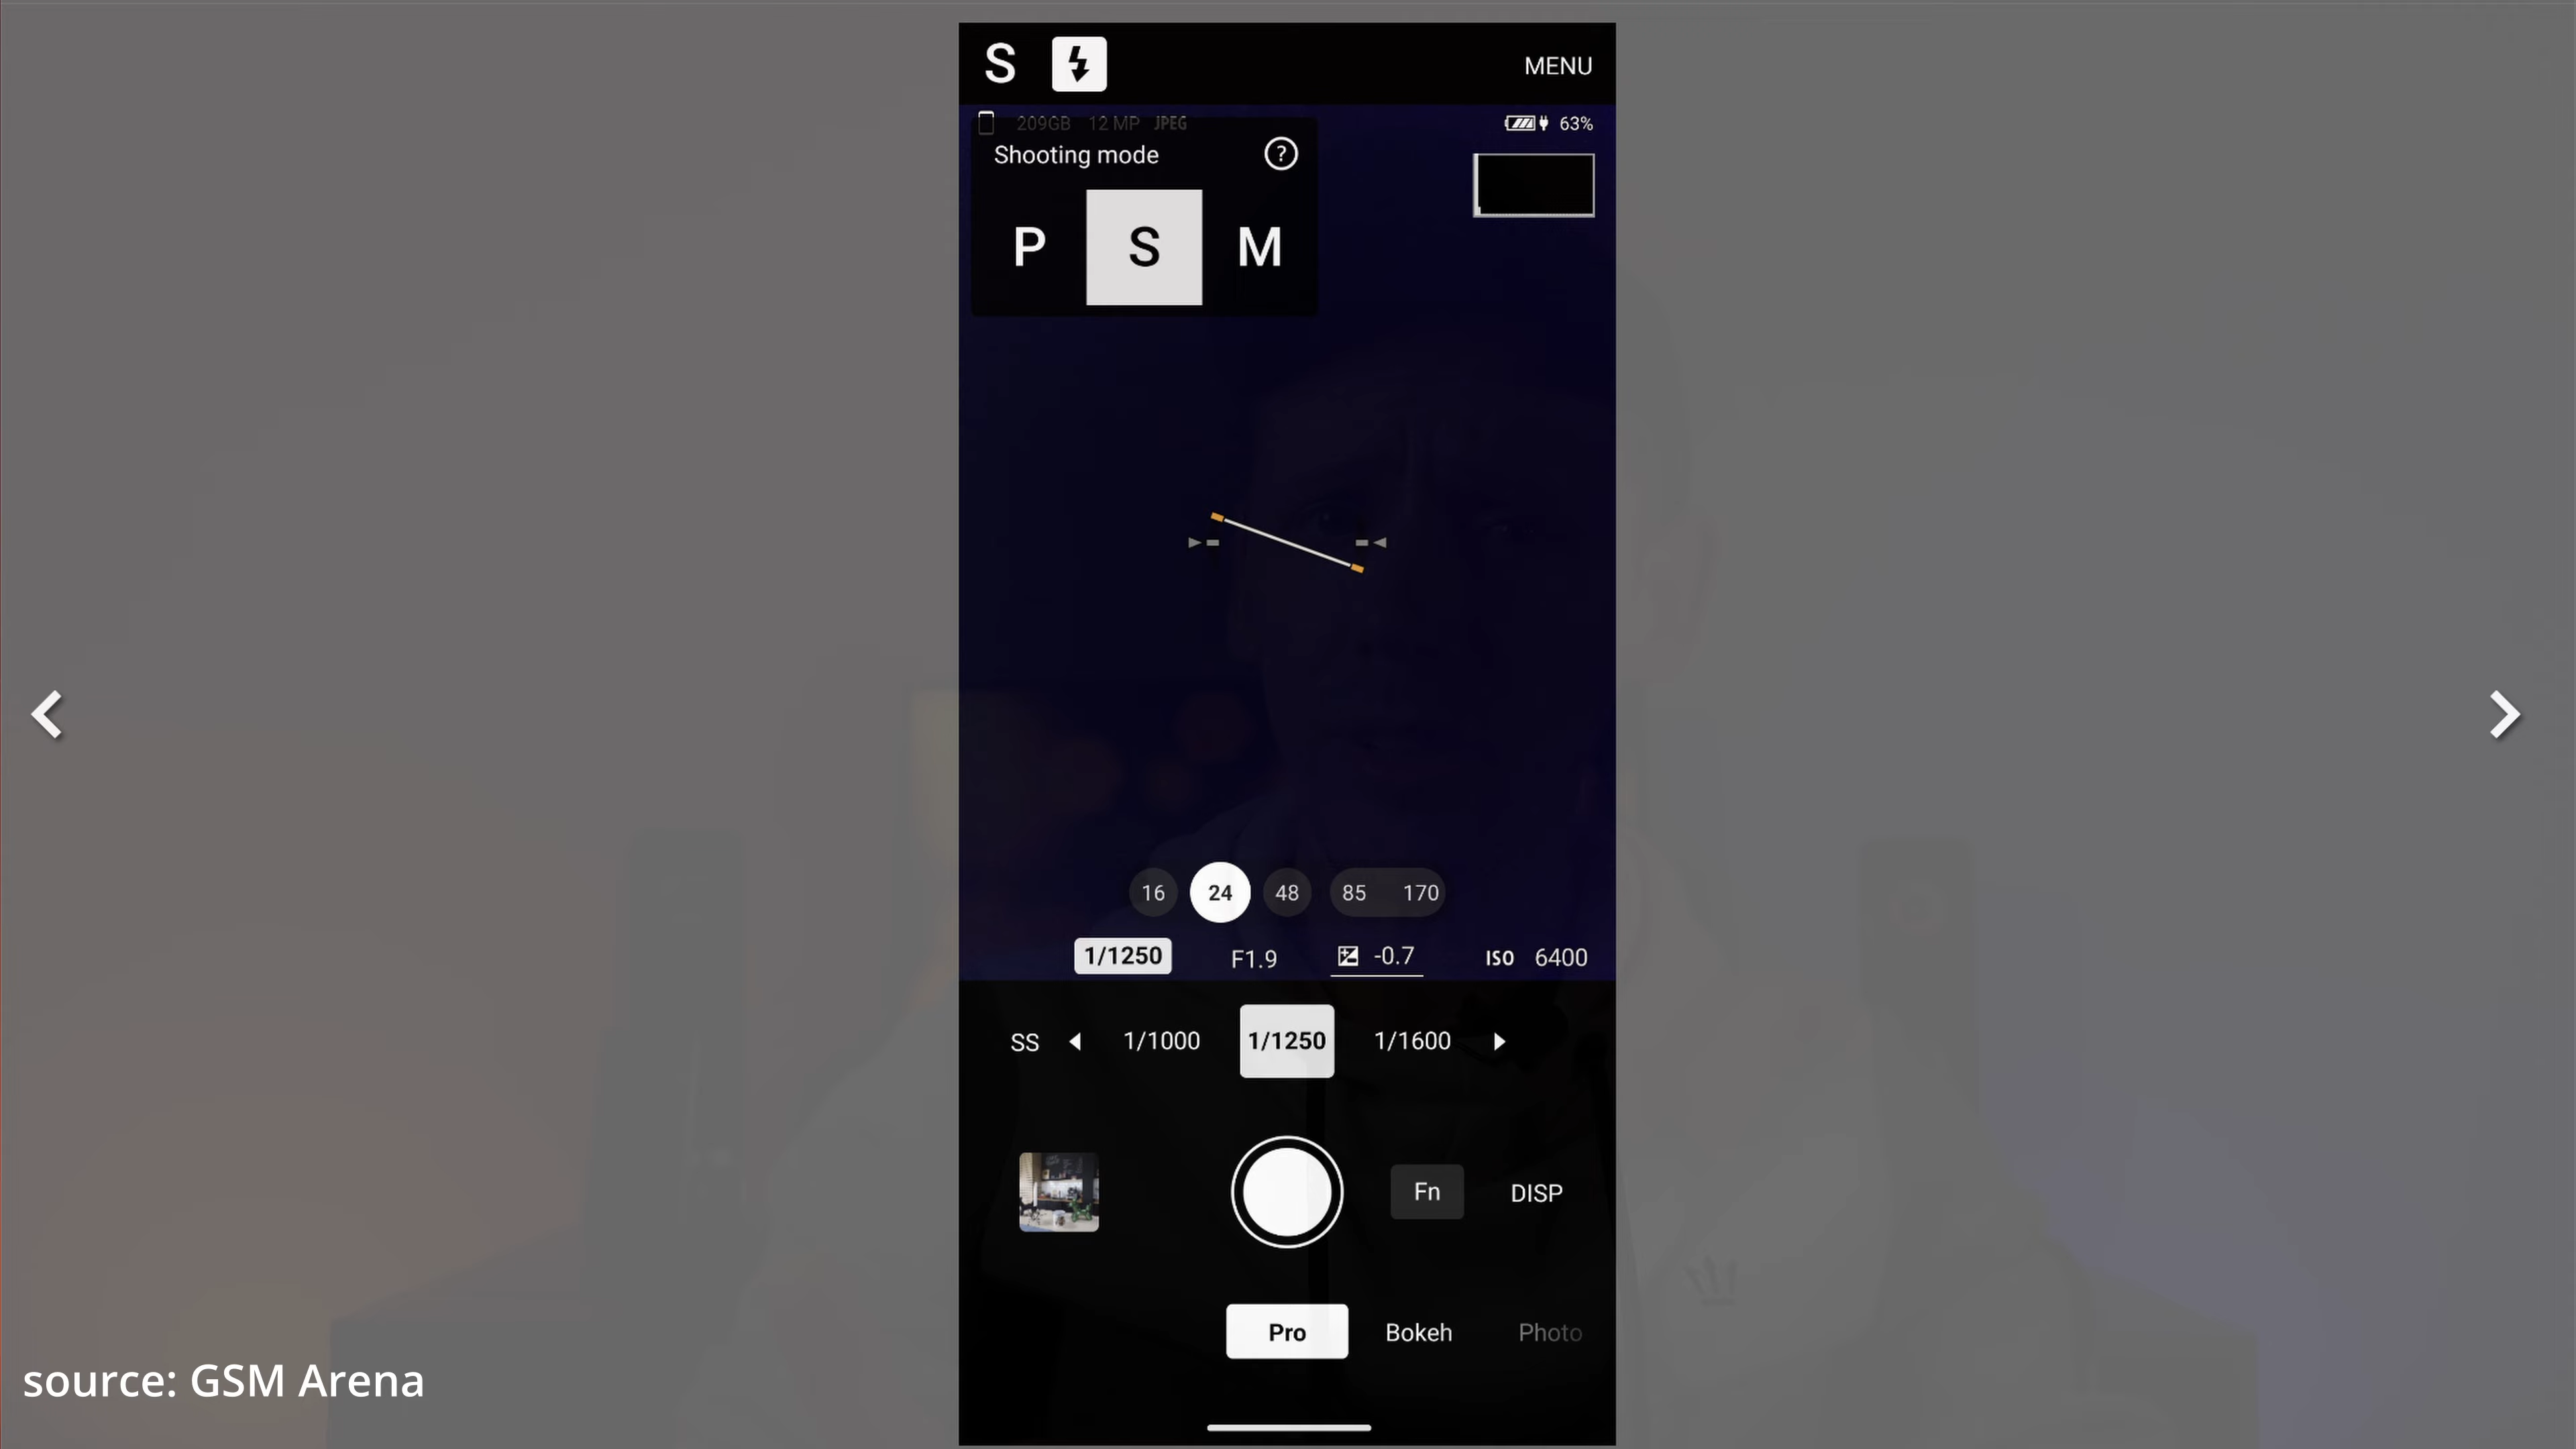 S MENU
209GB 12 MP JPEG 63%
Shooting mode ?
P S M
16 24 48 85 170
1/1250 F1.9 -0.7 ISO 6400
SS 1/1000 1/1250 1/1600
Fn DISP
Pro Bokeh Photo
source: GSM Arena